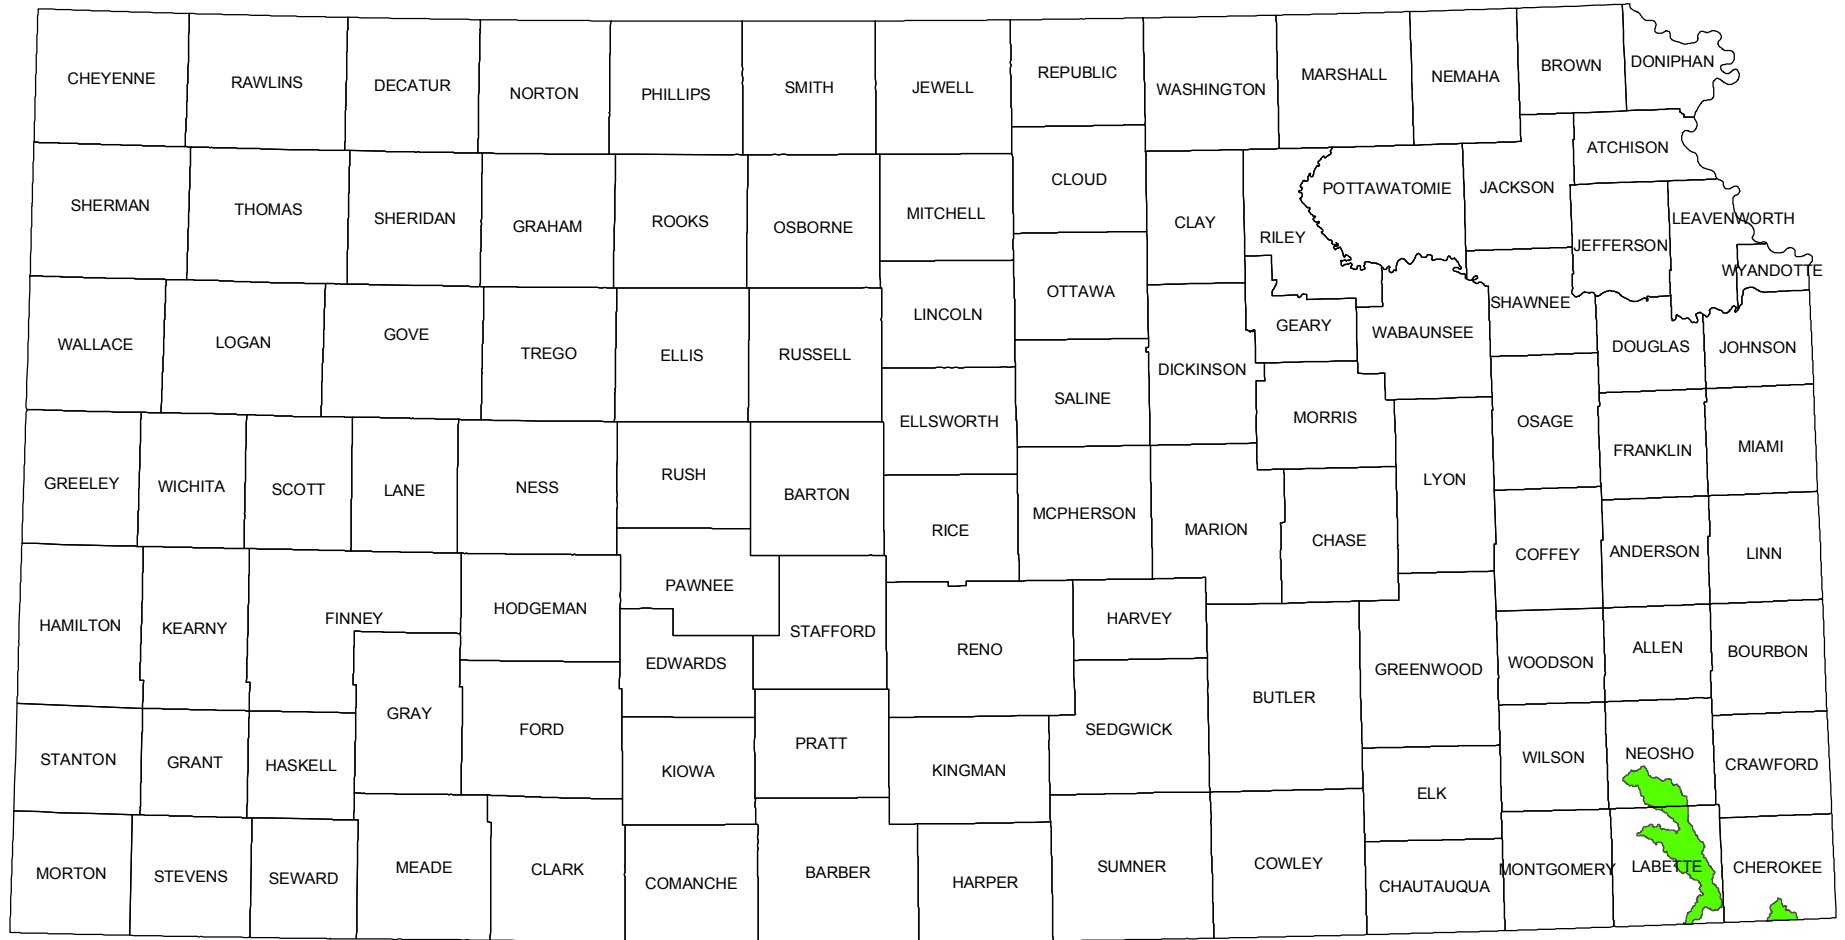 CHEYENNE
RAWLINS
DECATUR
NORTON
PHILLIPS
SMITH
JEWELL
REPUBLIC
WASHINGTON
MARSHALL
NEMAHA
BROWN
DONIPHAN
SHERMAN
THOMAS
SHERIDAN
GRAHAM
ROOKS
OSBORNE
MITCHELL
CLOUD
CLAY
RILEY
POTTAWATOMIE
JACKSON
ATCHISON
JEFFERSON
LEAVENWORTH
WYANDOTTE
WALLACE
LOGAN
GOVE
TREGO
ELLIS
RUSSELL
LINCOLN
OTTAWA
DICKINSON
GEARY
WABAUNSEE
SHAWNEE
DOUGLAS
JOHNSON
ELLSWORTH
SALINE
MORRIS
OSAGE
FRANKLIN
MIAMI
GREELEY
WICHITA
SCOTT
LANE
NESS
RUSH
BARTON
RICE
MCPHERSON
MARION
CHASE
LYON
COFFEY
ANDERSON
LINN
HAMILTON
KEARNY
FINNEY
HODGEMAN
PAWNEE
STAFFORD
EDWARDS
RENO
HARVEY
BUTLER
GREENWOOD
WOODSON
ALLEN
BOURBON
STANTON
GRANT
HASKELL
GRAY
FORD
KIOWA
PRATT
KINGMAN
SEDGWICK
ELK
WILSON
NEOSHO
CRAWFORD
MORTON
STEVENS
SEWARD
MEADE
CLARK
COMANCHE
BARBER
HARPER
SUMNER
COWLEY
CHAUTAUQUA
MONTGOMERY
LABETTE
CHEROKEE